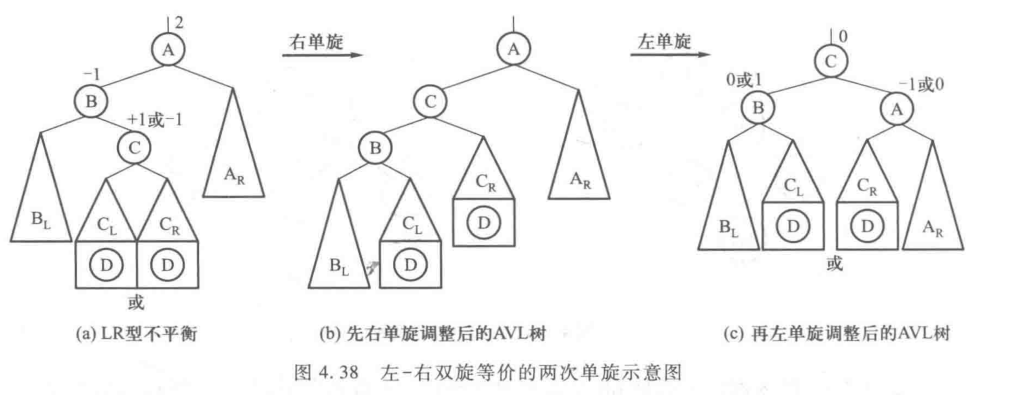 2
A
右单旋
A
左单旋
0
C
-1
B
C
0或1
B
-1或0
A
+1或-1
C
B
A_R
C_R
A_R
C_L
C_R
B_L
C_L
C_R
D
C_L
D
D
B_L
A_R
D
D
B_L
D
或
或
(a) LR型不平衡
(b) 先右单旋调整后的AVL树
(c) 再左单旋调整后的AVL树
图 4.38 左-右双旋等价的两次单旋示意图